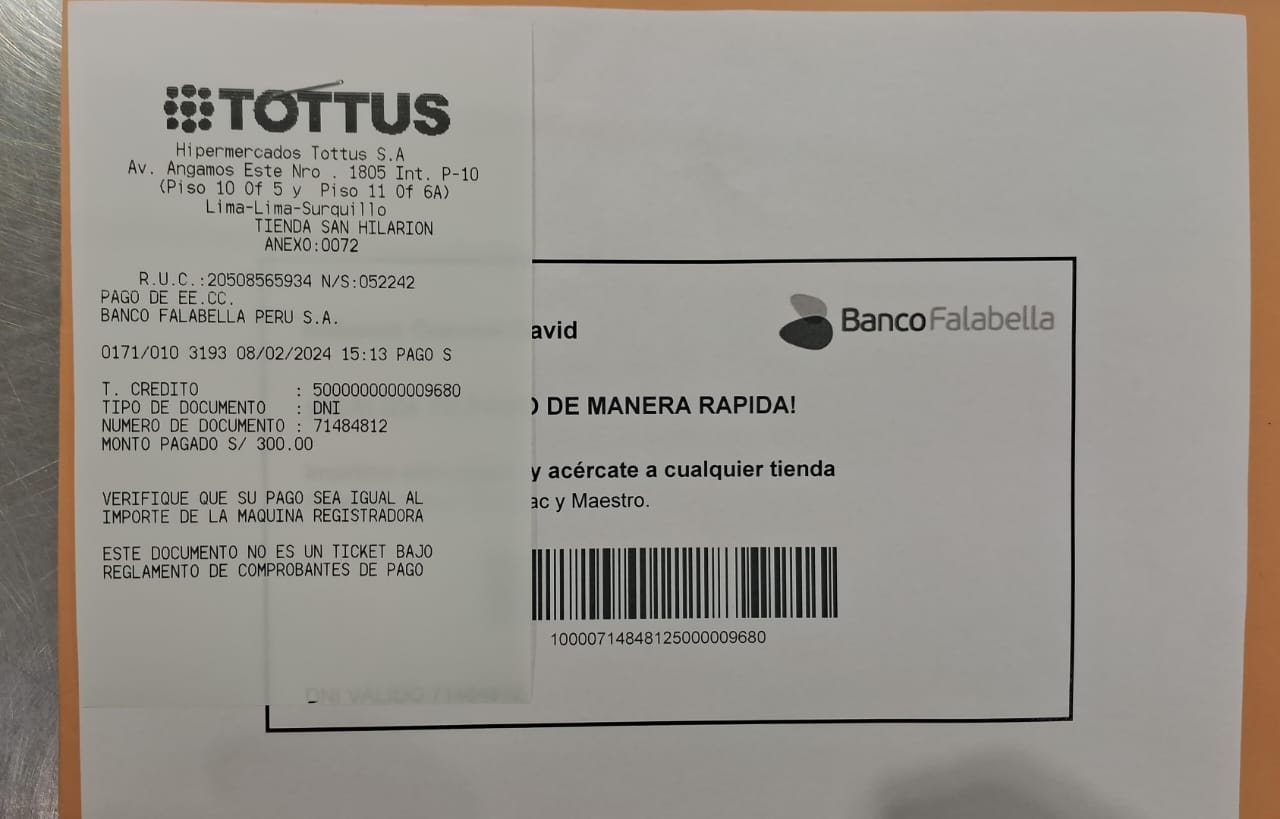 TOTTUS
Hipermercados Tottus S.A
Av. Angamos Este Nro . 1805 Int. P-10
(Piso 10 Of 5 y Piso 11 Of 6A)
Lima-Lima-Surquillo
TIENDA SAN HILARION
ANEXO:0072
R.U.C.:20508565934 N/S:052242
PAGO DE EE.CC.
BANCO FALABELLA PERU S.A.
0171/010 3193 08/02/2024 15:13 PAGO S
T. CREDITO : 5000000000009680
TIPO DE DOCUMENTO : DNI
NUMERO DE DOCUMENTO : 71484812
MONTO PAGADO S/ 300.00
VERIFIQUE QUE SU PAGO SEA IGUAL AL
IMPORTE DE LA MAQUINA REGISTRADORA
ESTE DOCUMENTO NO ES UN TICKET BAJO
REGLAMENTO DE COMPROBANTES DE PAGO
Banco Falabella
avid
DE MANERA RAPIDA!
y acércate a cualquier tienda
ac y Maestro.
10000714848125000009680
DNI VALIDO 71484812